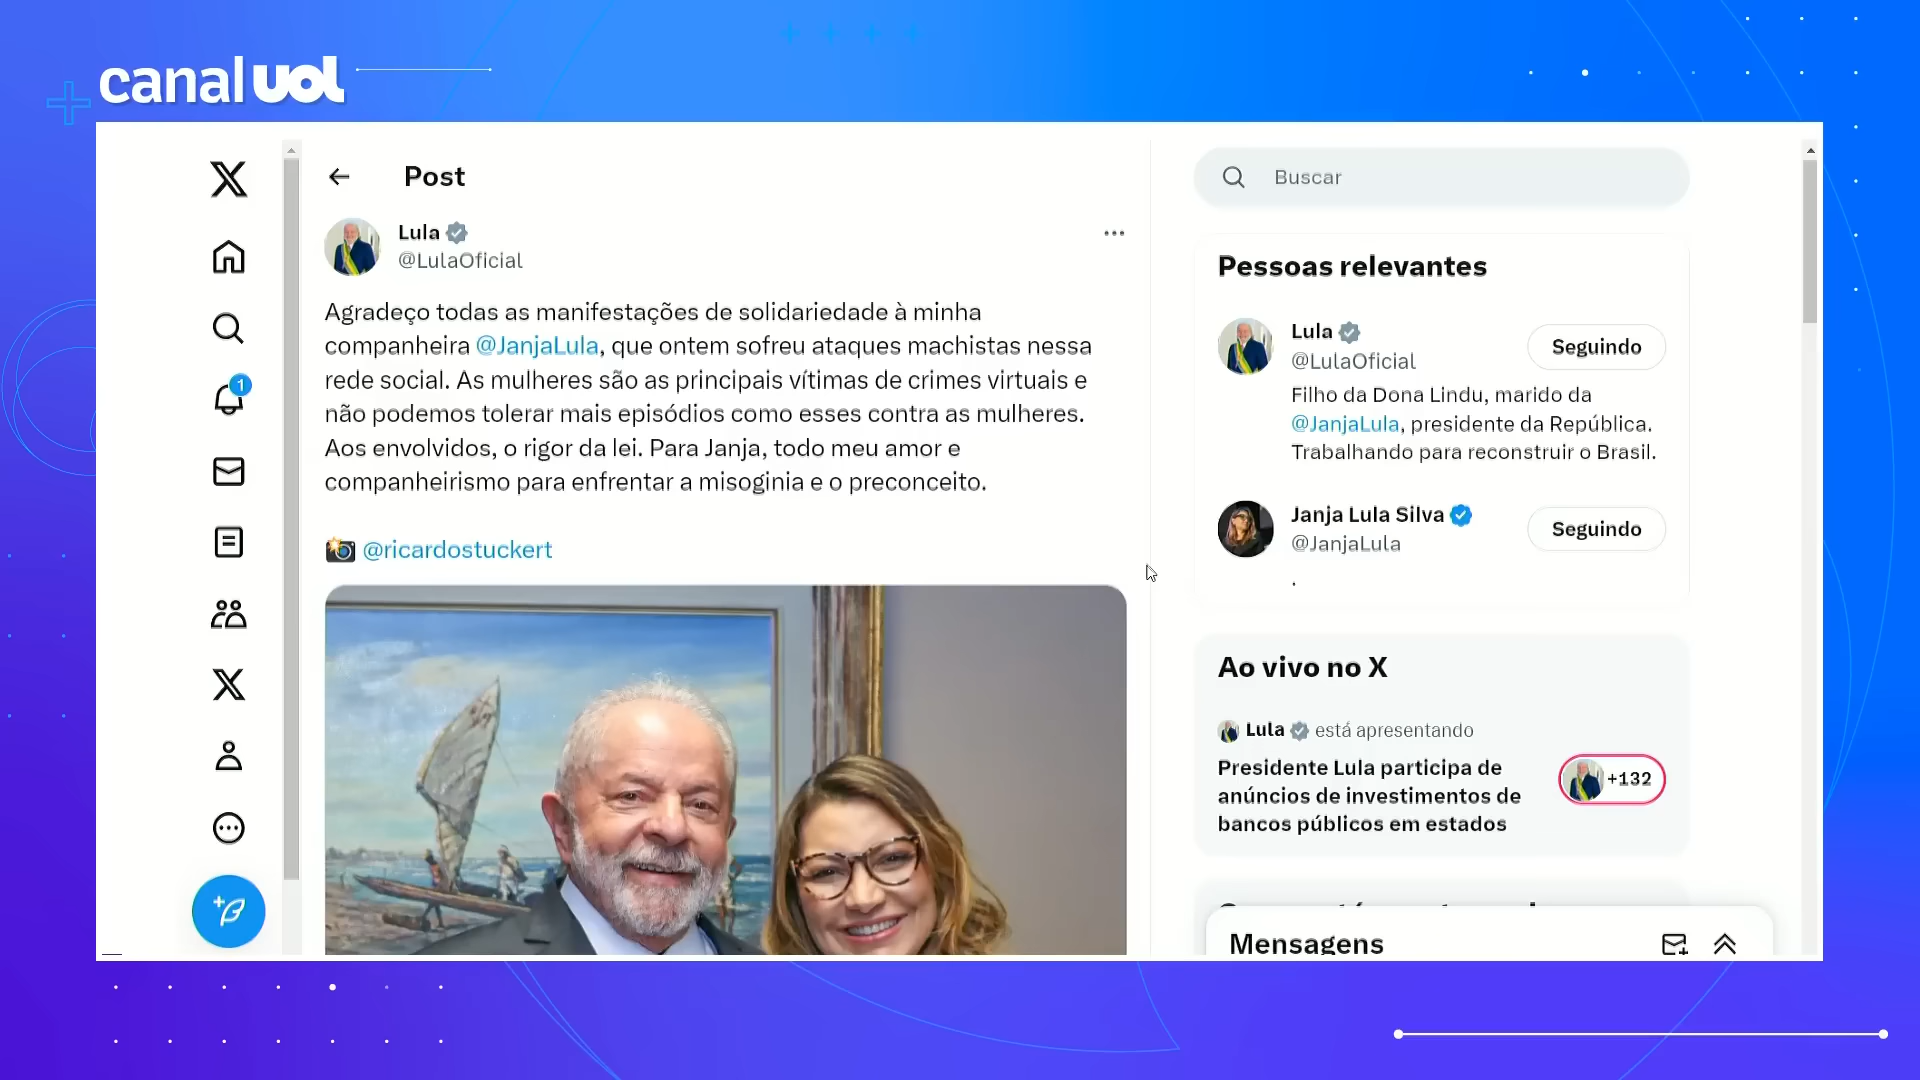 canal uol
Post
Lula
@LulaOficial
Agradeço todas as manifestações de solidariedade à minha
companheira @JanjaLula, que ontem sofreu ataques machistas nessa
rede social. As mulheres são as principais vítimas de crimes virtuais e
não podemos tolerar mais episódios como esses contra as mulheres.
Aos envolvidos, o rigor da lei. Para Janja, todo meu amor e
companheirismo para enfrentar a misoginia e o preconceito.
@ricardostuckert
1
Buscar
Pessoas relevantes
Lula
@LulaOficial
Seguindo
Filho da Dona Lindu, marido da
@JanjaLula, presidente da República.
Trabalhando para reconstruir o Brasil.
Janja Lula Silva
@JanjaLula
Seguindo
.
Ao vivo no X
Lula está apresentando
Presidente Lula participa de
anúncios de investimentos de
bancos públicos em estados
+132
Mensagens